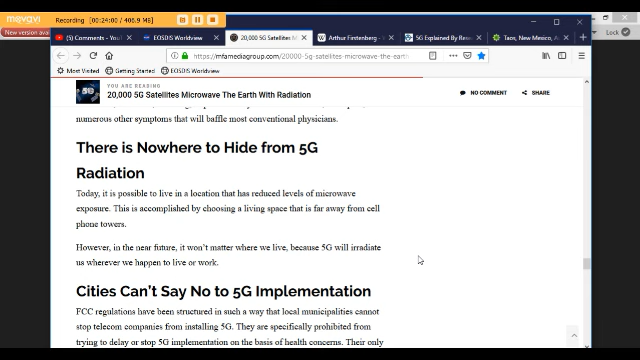 movavi
Recording || 00:24:00 / 406.9 MB
New version avai
Lock
(2) Comments - YouTub
EOSDIS Worldview
20,000 5G Satellites Microwa
Arthur Firstenberg - Wikiped
5G Explained By Resea
Taos, New Mexico, A
https://mfamediagroup.com/20000-5g-satellites-microwave-the-earth
Most Visited
Getting Started
EOSDIS Worldview
YOU ARE READING
20,000 5G Satellites Microwave The Earth With Radiation
NO COMMENT
SHARE
numerous other symptoms that will baffle most conventional physicians.
There is Nowhere to Hide from 5G
Radiation
Today, it is possible to live in a location that has reduced levels of microwave
exposure. This is accomplished by choosing a living space that is far away from cell
phone towers.
However, in the near future, it won't matter where we live, because 5G will irradiate
us wherever we happen to live or work.
Cities Can't Say No to 5G Implementation
FCC regulations have been structured in such a way that local municipalities cannot
stop telecom companies from installing 5G. They are specifically prohibited from
trying to delay or stop 5G implementation on the basis of health concerns. Their only